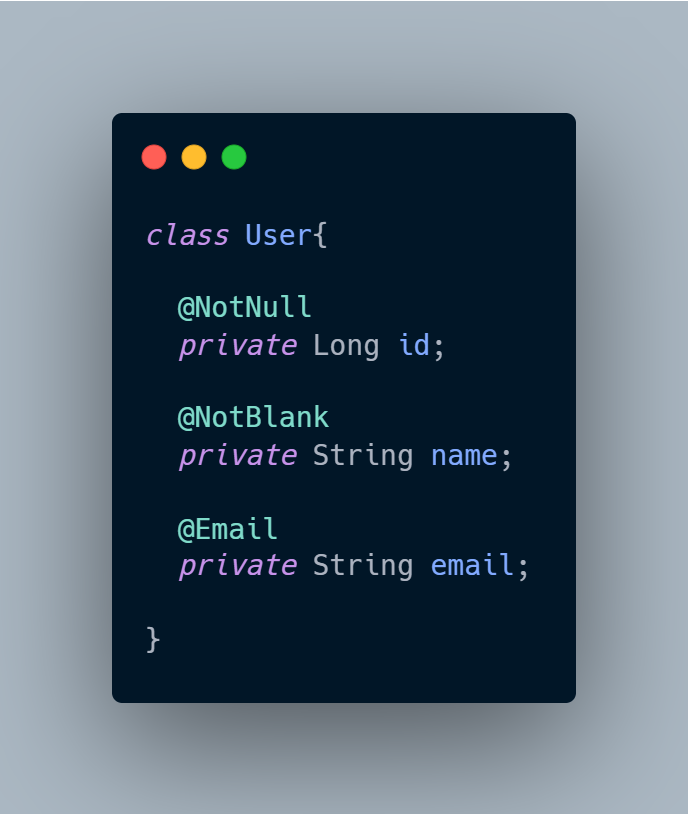 class User{
@NotNull
private Long id;
@NotBlank
private String name;
@Email
private String email;
}